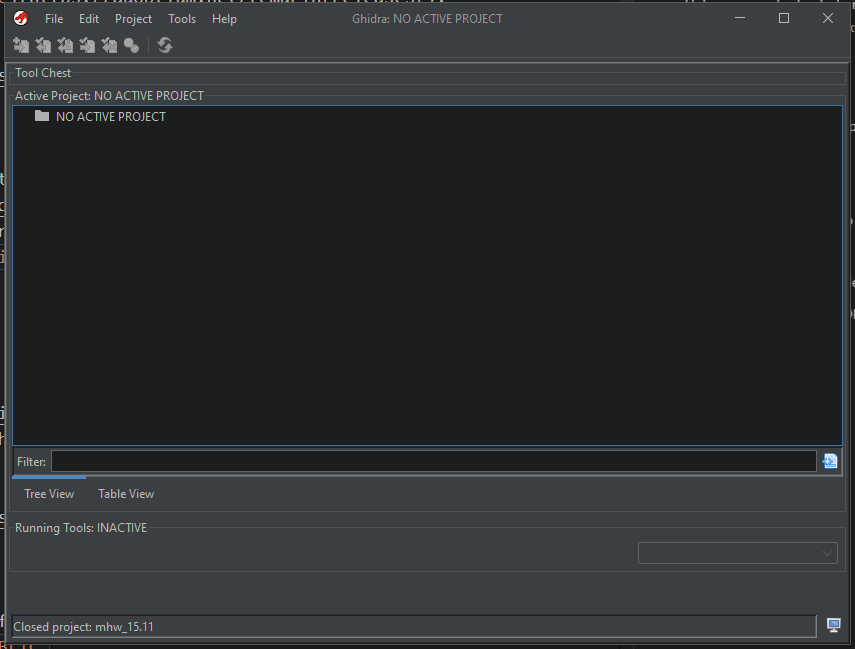 File Edit Project Tools Help Ghidra: NO ACTIVE PROJECT
Tool Chest
Active Project: NO ACTIVE PROJECT
NO ACTIVE PROJECT
Filter:
Tree View Table View
Running Tools: INACTIVE
Closed project: mhw_15.11